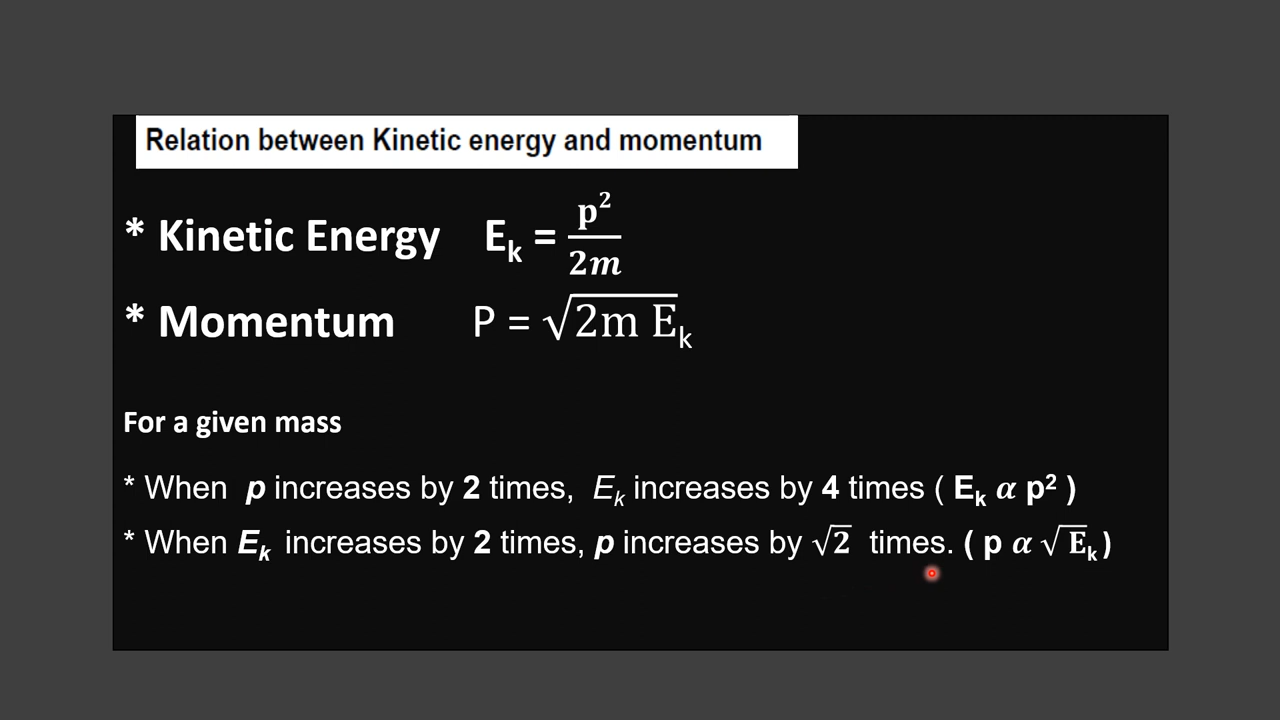 Relation between Kinetic energy and momentum
* Kinetic Energy Eₖ = p²/2m
* Momentum P = √2m Eₖ
For a given mass
* When p increases by 2 times, Eₖ increases by 4 times ( Eₖ α p² )
* When Eₖ increases by 2 times, p increases by √2 times. ( p α √Eₖ )